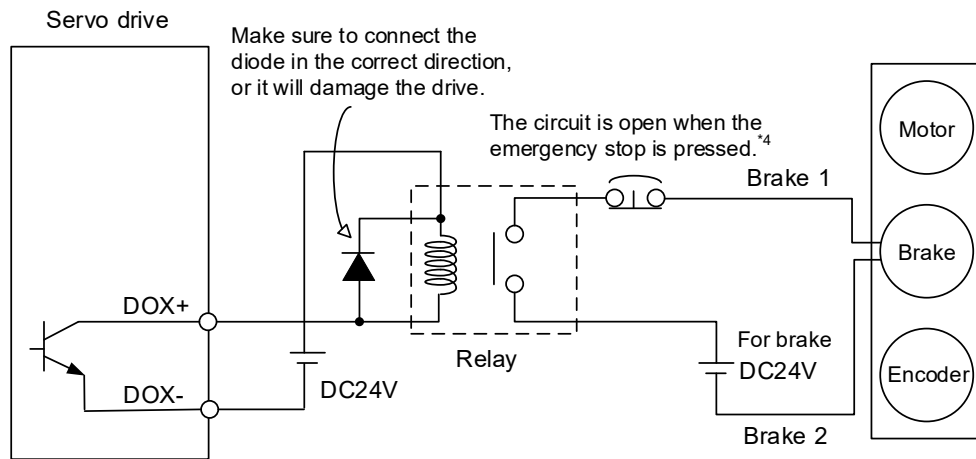 Servo drive
Make sure to connect the
diode in the correct direction,
or it will damage the drive.
The circuit is open when the
emergency stop is pressed.*4
Motor
Brake 1
Brake
DOX+
Relay
For brake
DC24V
DC24V
Encoder
DOX-
Brake 2